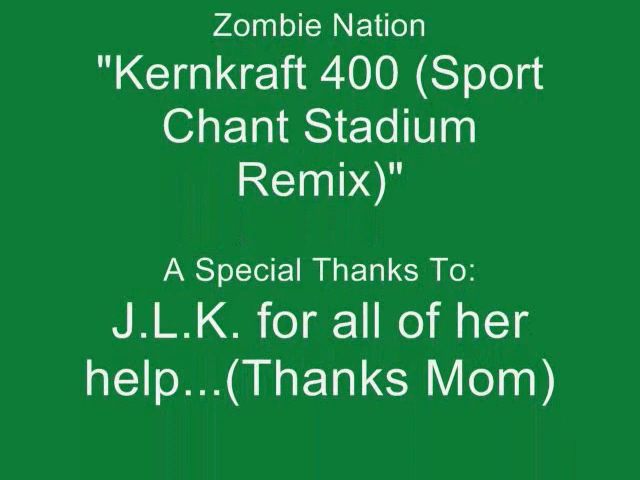 Zombie Nation
"Kernkraft 400 (Sport
Chant Stadium
Remix)"
A Special Thanks To:
J.L.K. for all of her
help...(Thanks Mom)